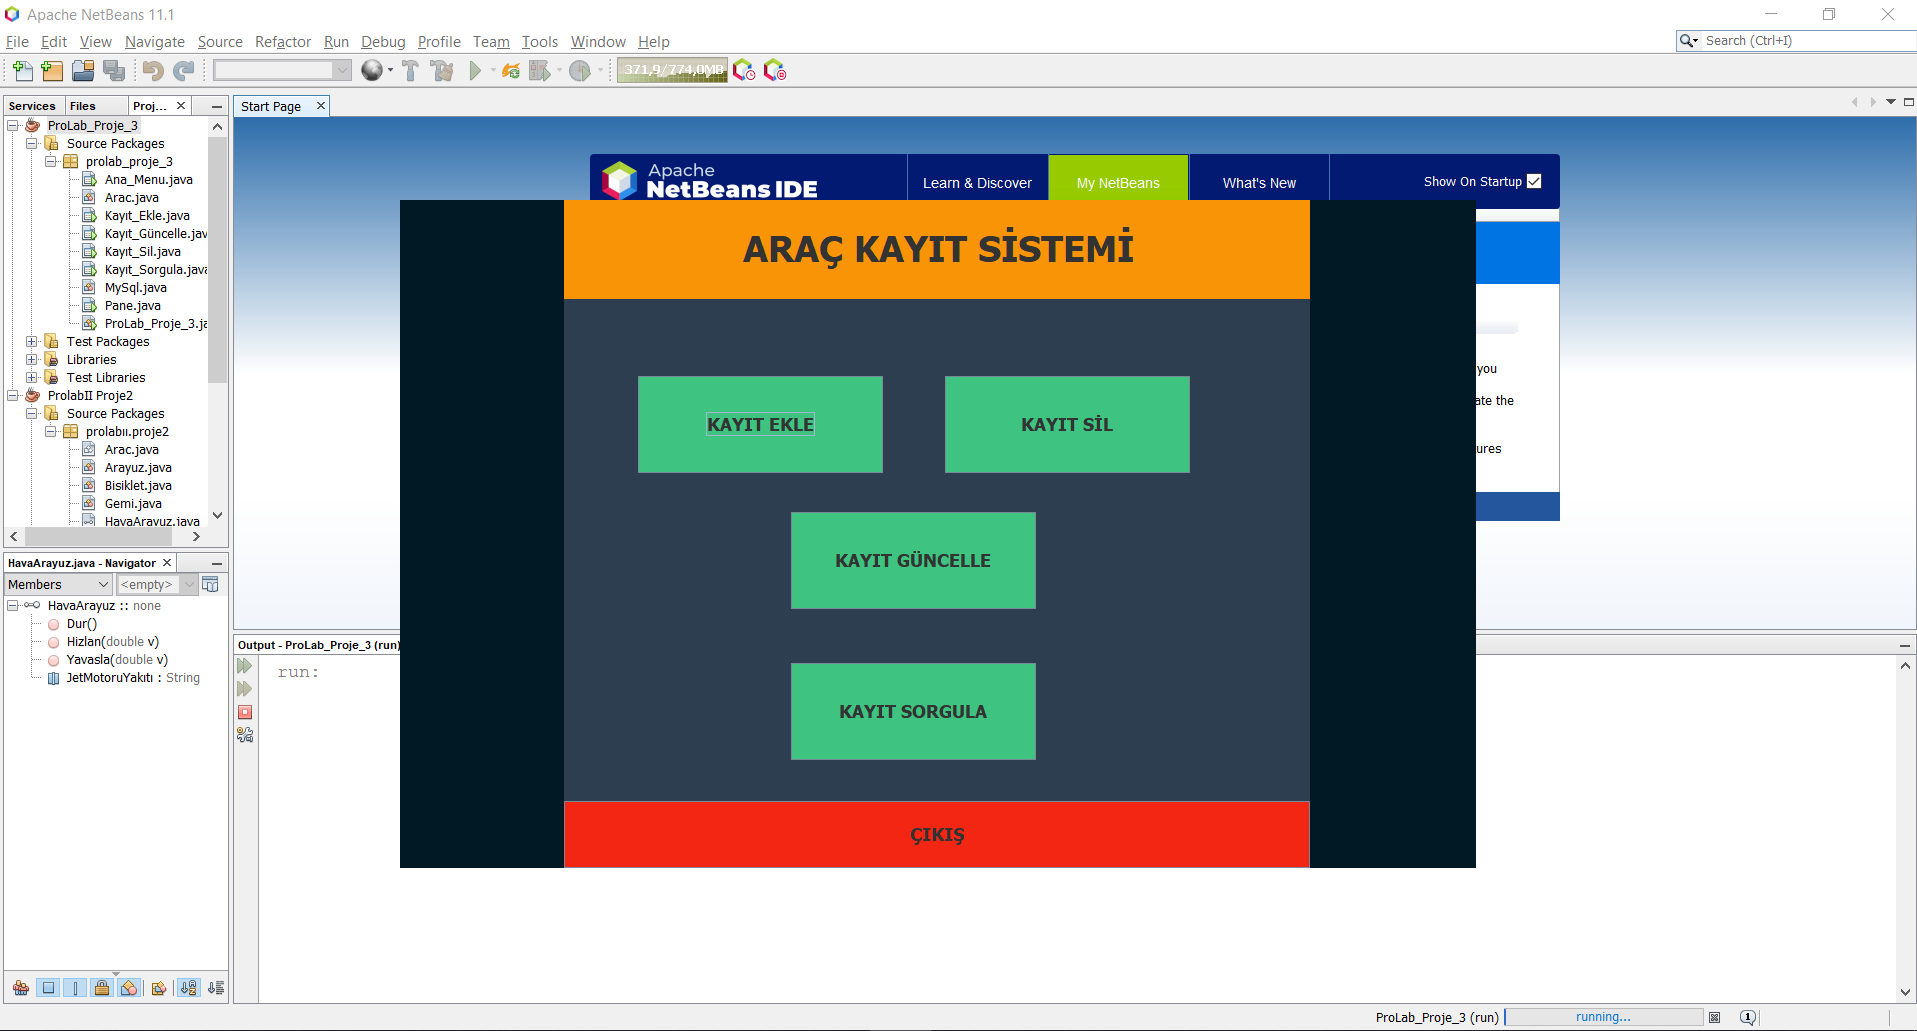 Apache NetBeans 11.1
File Edit View Navigate Source Refactor Run Debug Profile Team Tools Window Help
Search (Ctrl+I)
371,9/774,0MB
Services Files Proj...
ProLab_Proje_3
Source Packages
prolab_proje_3
Ana_Menu.java
Arac.java
Kayıt_Ekle.java
Kayıt_Güncelle.jav
Kayıt_Sil.java
Kayıt_Sorgula.java
MySql.java
Pane.java
ProLab_Proje_3.ja
Test Packages
Libraries
Test Libraries
ProlabII Proje2
Source Packages
prolabıı.proje2
Arac.java
Arayuz.java
Bisiklet.java
Gemi.java
HavaArayuz.java
HavaArayuz.java - Navigator
Members <empty>
HavaArayuz :: none
Dur()
Hizlan(double v)
Yavasla(double v)
JetMotoruYakıtı : String
Start Page
Apache
NetBeans IDE
Learn & Discover My NetBeans What's New Show On Startup
you
ate the
ures
ARAÇ KAYIT SİSTEMİ
KAYIT EKLE KAYIT SİL
KAYIT GÜNCELLE
KAYIT SORGULA
ÇIKIŞ
Output - ProLab_Proje_3 (run)
run:
ProLab_Proje_3 (run) running... 1